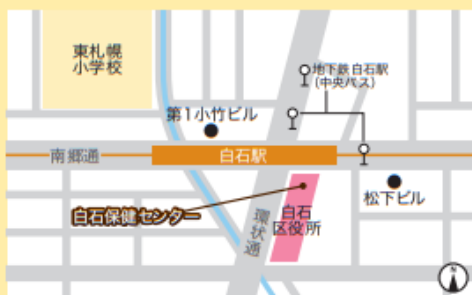 東札幌
小学校
地下鉄白石駅
(中央バス)
第1小竹ビル
南郷通
白石駅
松下ビル
白石保健センター
白石
区役所
環状通
N